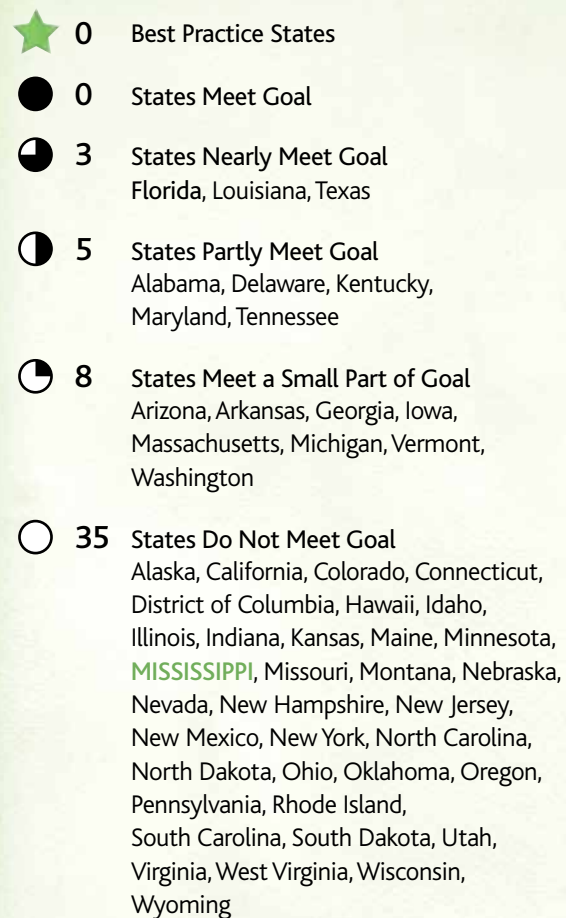 0 Best Practice States
0 States Meet Goal
3 States Nearly Meet Goal
Florida, Louisiana, Texas
5 States Partly Meet Goal
Alabama, Delaware, Kentucky,
Maryland, Tennessee
8 States Meet a Small Part of Goal
Arizona, Arkansas, Georgia, Iowa,
Massachusetts, Michigan, Vermont,
Washington
35 States Do Not Meet Goal
Alaska, California, Colorado, Connecticut,
District of Columbia, Hawaii, Idaho,
Illinois, Indiana, Kansas, Maine, Minnesota,
MISSISSIPPI, Missouri, Montana, Nebraska,
Nevada, New Hampshire, New Jersey,
New Mexico, New York, North Carolina,
North Dakota, Ohio, Oklahoma, Oregon,
Pennsylvania, Rhode Island,
South Carolina, South Dakota, Utah,
Virginia, West Virginia, Wisconsin,
Wyoming